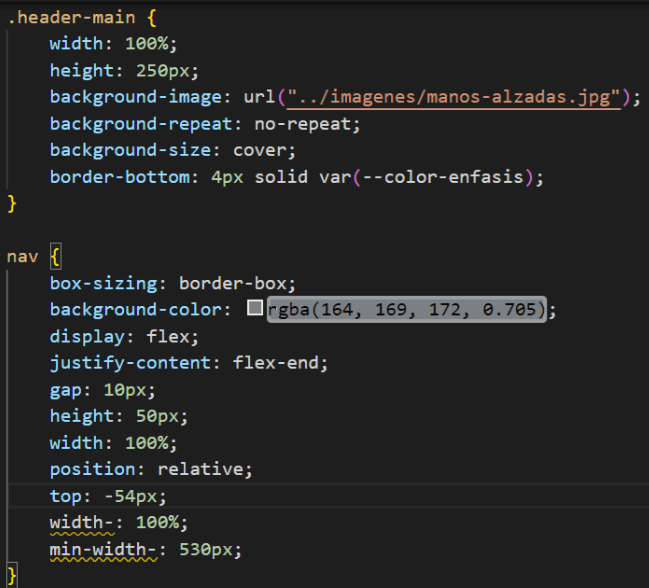 .header-main {
width: 100%;
height: 250px;
background-image: url("../imagenes/manos-alzadas.jpg");
background-repeat: no-repeat;
background-size: cover;
border-bottom: 4px solid var(--color-enfasis);
}
nav {
box-sizing: border-box;
background-color: rgba(164, 169, 172, 0.705);
display: flex;
justify-content: flex-end;
gap: 10px;
height: 50px;
width: 100%;
position: relative;
top: -54px;
width-: 100%;
min-width-: 530px;
}